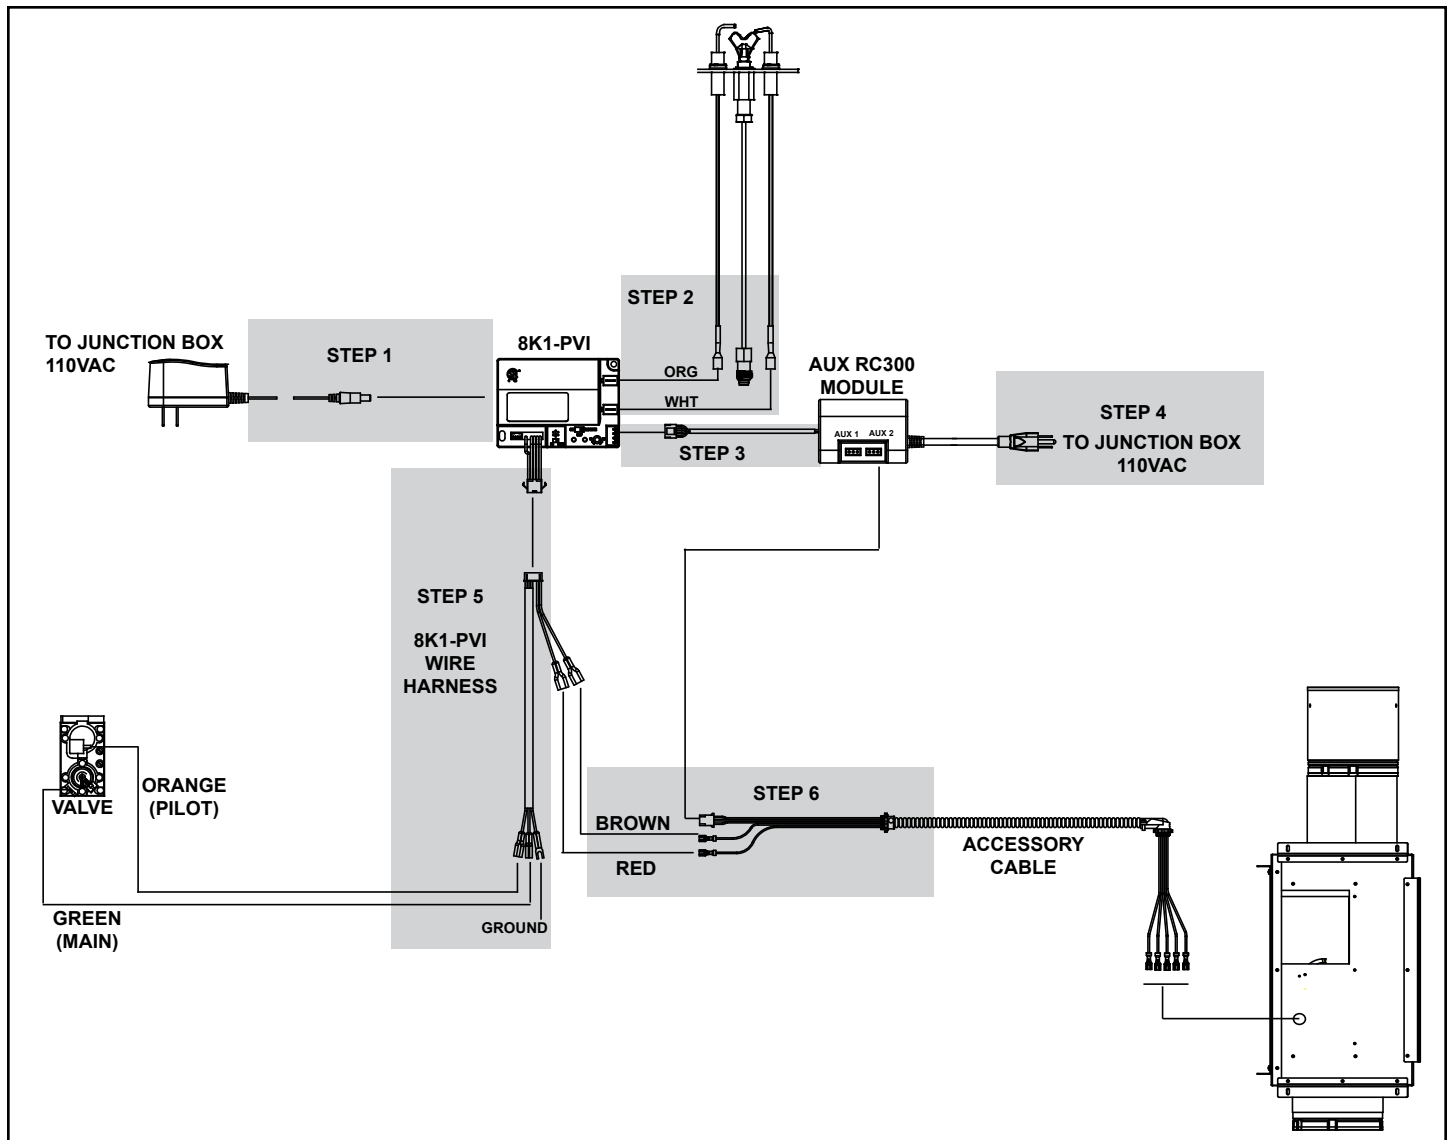 STEP 2
TO JUNCTION BOX
110VAC
STEP 1
8K1-PVI
ORG
WHT
AUX RC300
MODULE
AUX 1 AUX 2
STEP 3
STEP 4
TO JUNCTION BOX
110VAC
STEP 5
8K1-PVI
WIRE
HARNESS
VALVE
ORANGE
(PILOT)
GREEN
(MAIN)
GROUND
STEP 6
BROWN
RED
ACCESSORY
CABLE